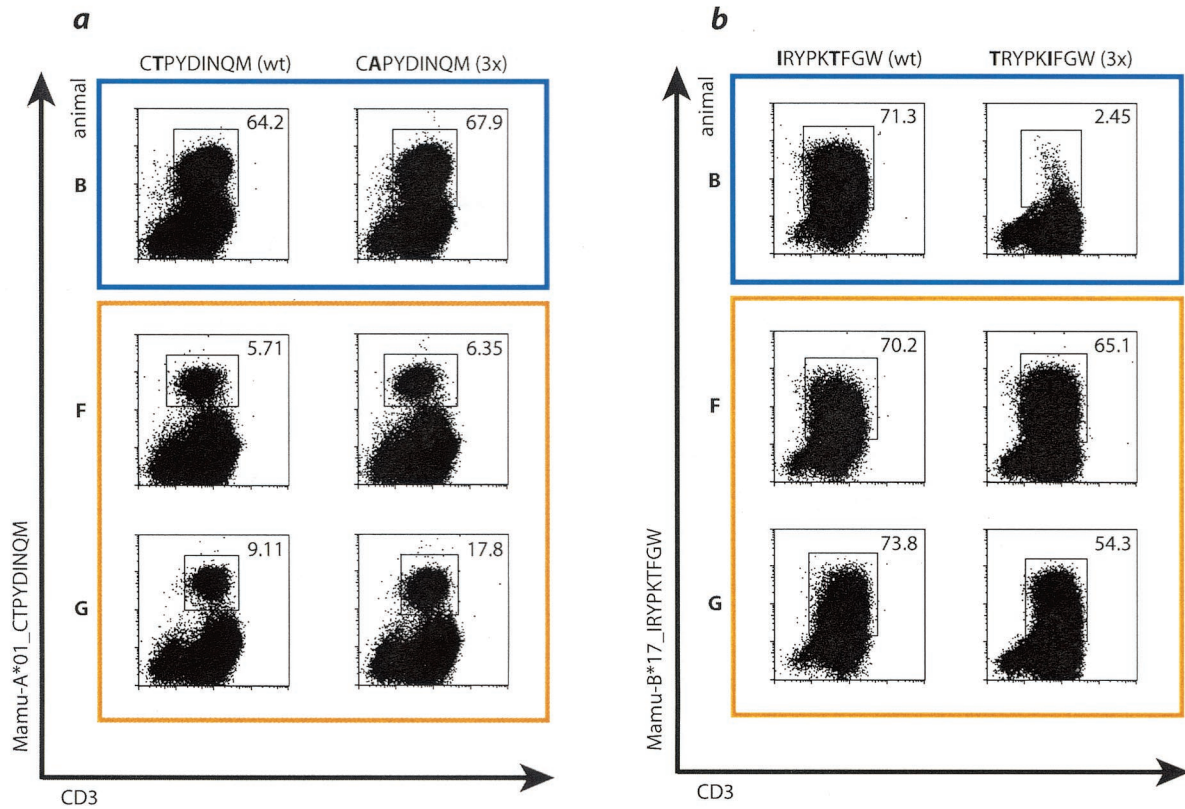 a
CTPYDINQM (wt) CAPYDINQM (3x)
animal
B
64.2 67.9
F
5.71 6.35
G
9.11 17.8
Mamu-A*01_CTPYDINQM
CD3
b
IRYPKTFGW (wt) TRYPKIFGW (3x)
animal
B
71.3 2.45
F
70.2 65.1
G
73.8 54.3
Mamu-B*17_IRYPKTFGW
CD3